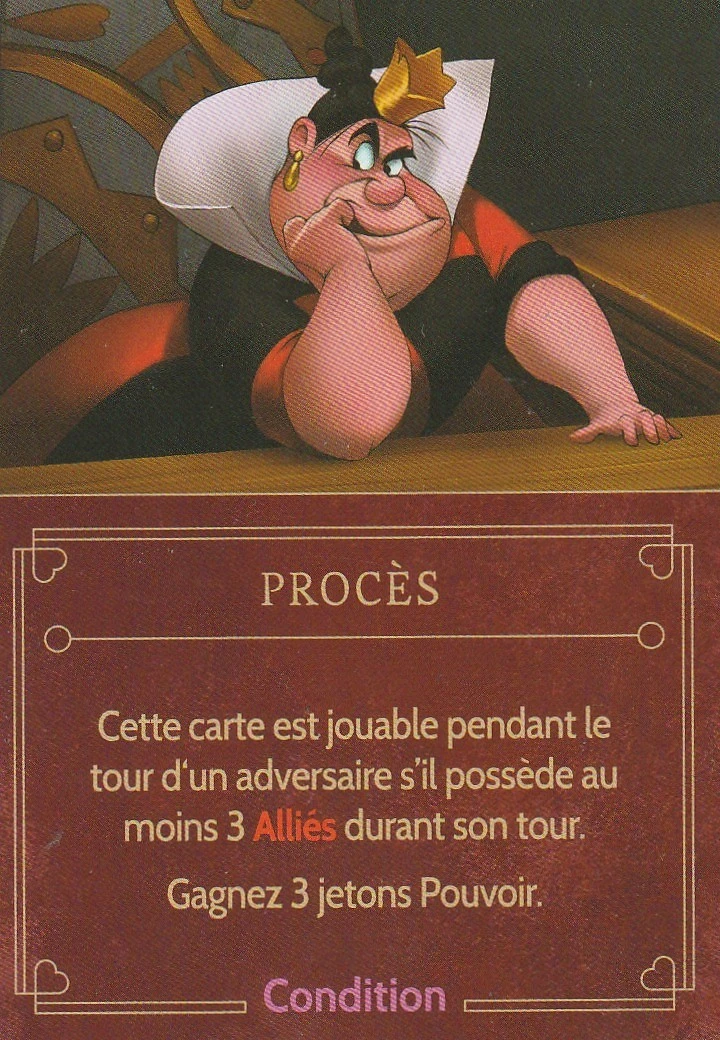 PROCÈS
Cette carte est jouable pendant le
tour d‘un adversaire s’il possède au
moins 3 Alliés durant son tour.
Gagnez 3 jetons Pouvoir.
Condition